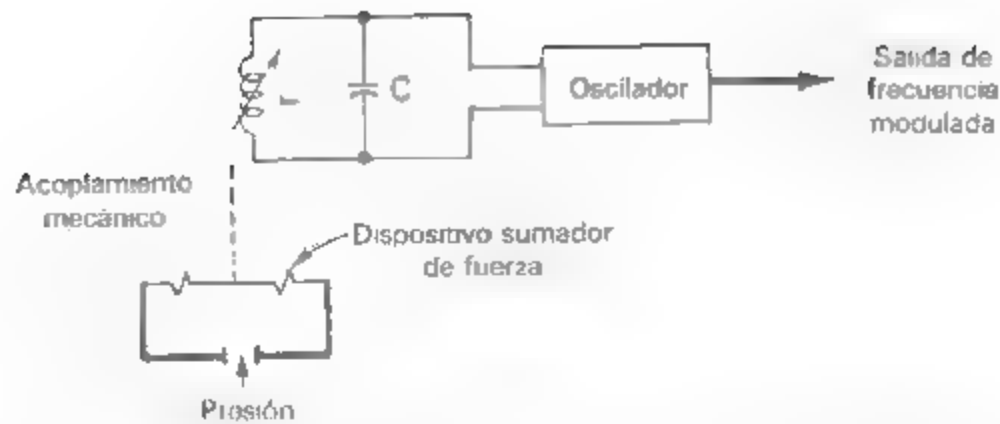 C
Oscilador
Salida de
frecuencia
modulada
Acoplamiento
mecánico
Dispositivo sumador
de fuerza
Presión